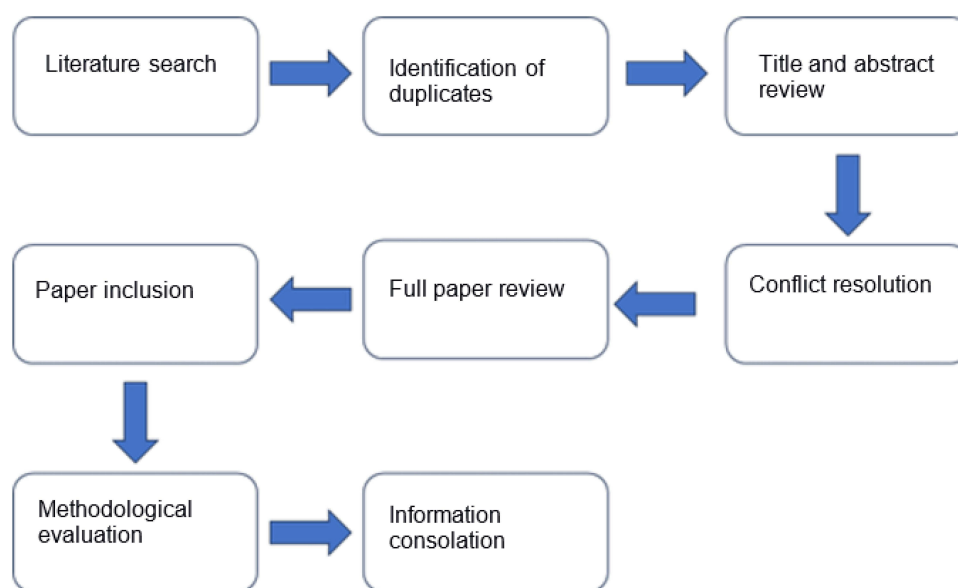 Literature search
Identification of
duplicates
Title and abstract
review
Conflict resolution
Full paper review
Paper inclusion
Methodological
evaluation
Information
consolation